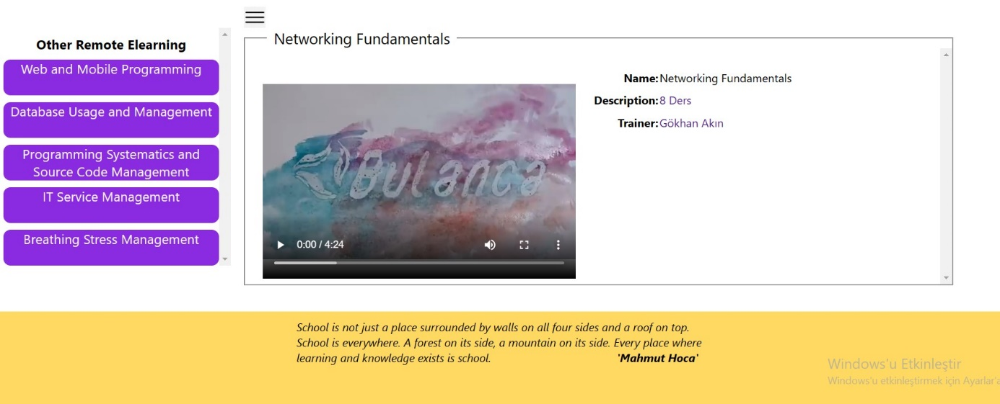 Other Remote Elearning
Web and Mobile Programming
Database Usage and Management
Programming Systematics and
Source Code Management
IT Service Management
Breathing Stress Management
Networking Fundamentals
Bulanca
0:00 / 4:24
Name:Networking Fundamentals
Description:8 Ders
Trainer:Gökhan Akın
School is not just a place surrounded by walls on all four sides and a roof on top.
School is everywhere. A forest on its side, a mountain on its side. Every place where
learning and knowledge exists is school. 'Mahmut Hoca'
Windows'u Etkinleştir
Windows'u etkinleştirmek için Ayarlar'a